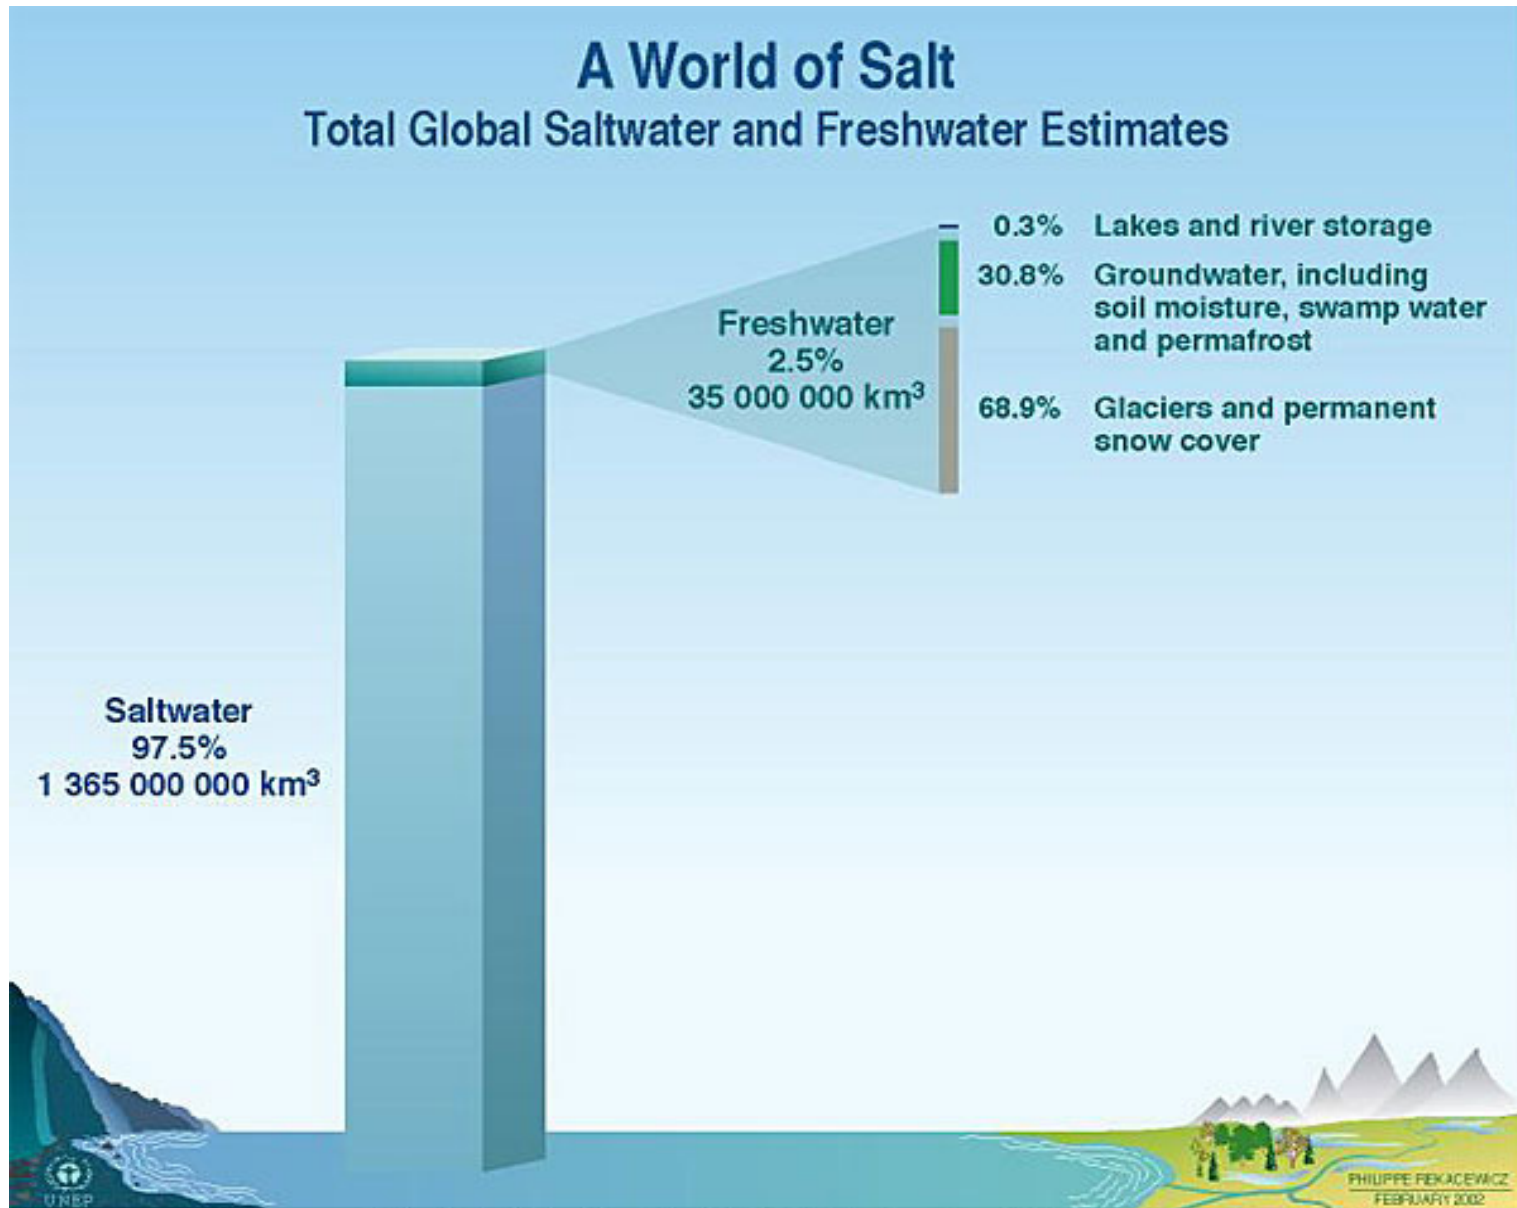 A World of Salt
Total Global Saltwater and Freshwater Estimates
0.3% Lakes and river storage
30.8% Groundwater, including
soil moisture, swamp water
and permafrost
Freshwater
2.5%
35 000 000 km³
68.9% Glaciers and permanent
snow cover
Saltwater
97.5%
1 365 000 000 km³
UNEP
PHILIPPE REKACEWICZ
FEBRUARY 2002